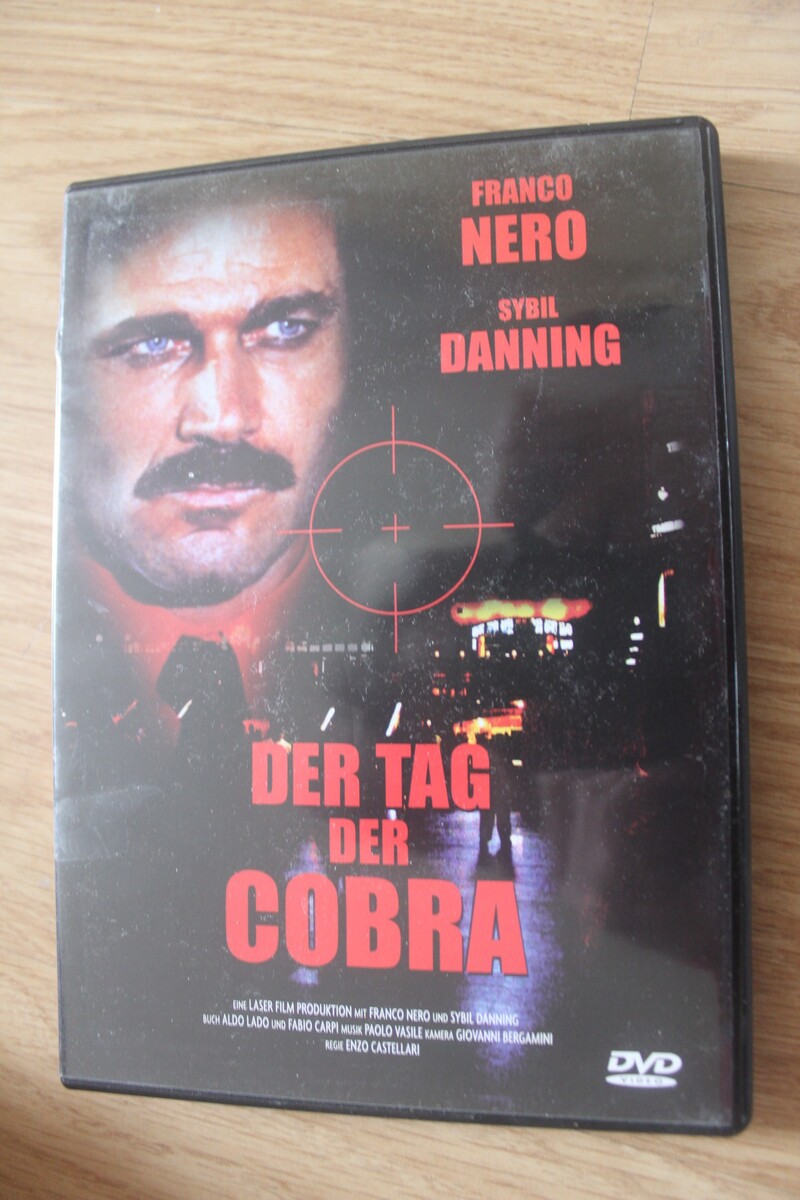 FRANCO
NERO
SYBIL
DANNING
DER TAG
DER
COBRA
EINE LASER FILM PRODUKTION MIT FRANCO NERO UND SYBIL DANNING
BUCH ALDO LADO UND FABIO CARPI MUSIK PAOLO VASILE KAMERA GIOVANNI BERGAMINI
REGIE ENZO CASTELLARI
DVD
VIDEO